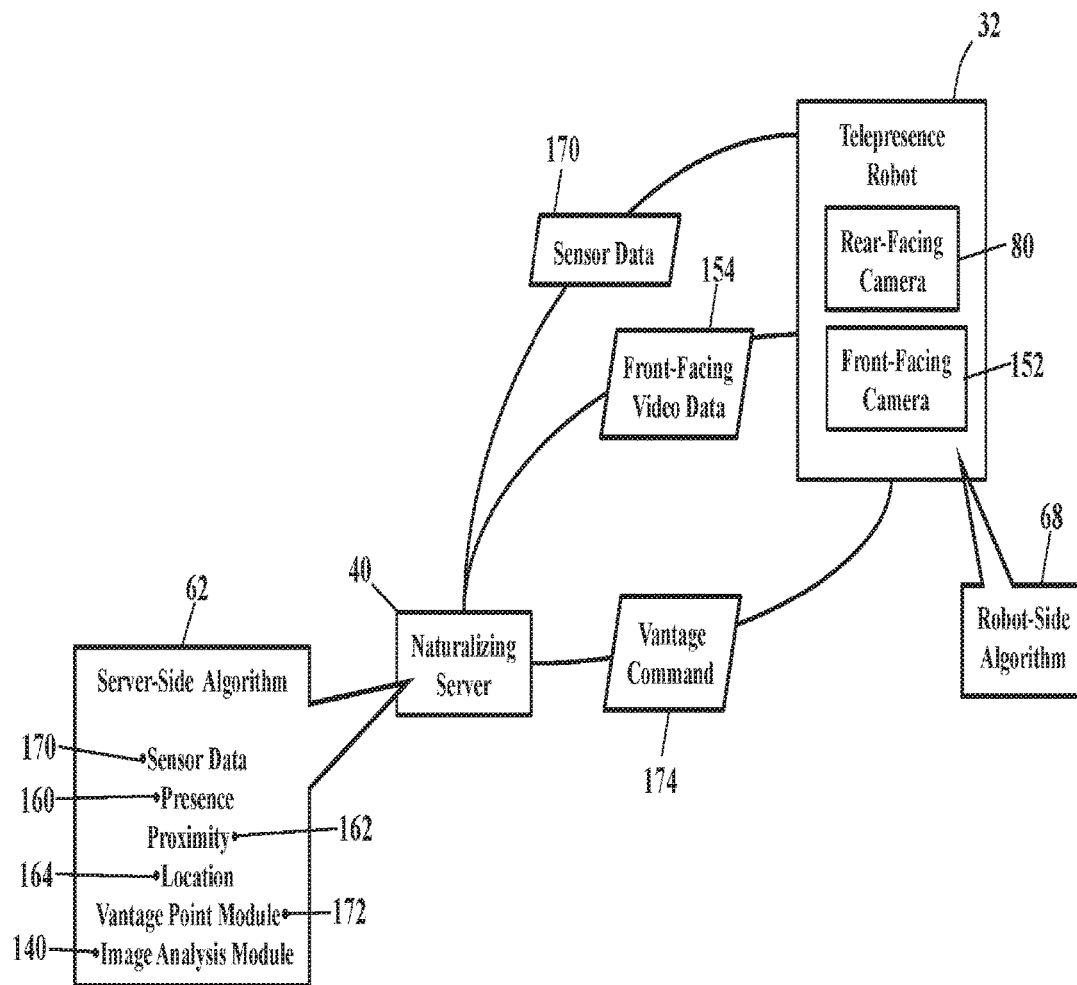 32
Telepresence
Robot
170
Sensor Data
Rear-Facing
Camera
80
154
Front-Facing
Video Data
Front-Facing
Camera
152
68
Robot-Side
Algorithm
40
Naturalizing
Server
Vantage
Command
174
62
Server-Side Algorithm
170
Sensor Data
160
Presence
Proximity
162
164
Location
Vantage Point Module
172
140
Image Analysis Module